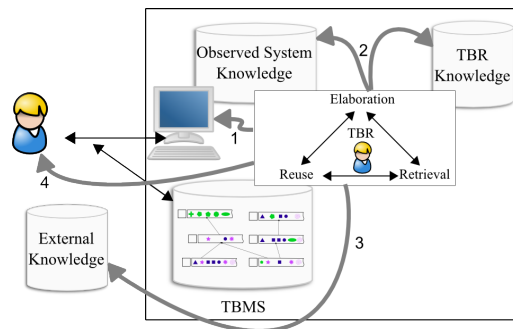 Observed System
Knowledge
2
TBR
Knowledge
Elaboration
TBR
Reuse
Retrieval
1
4
3
External
Knowledge
TBMS